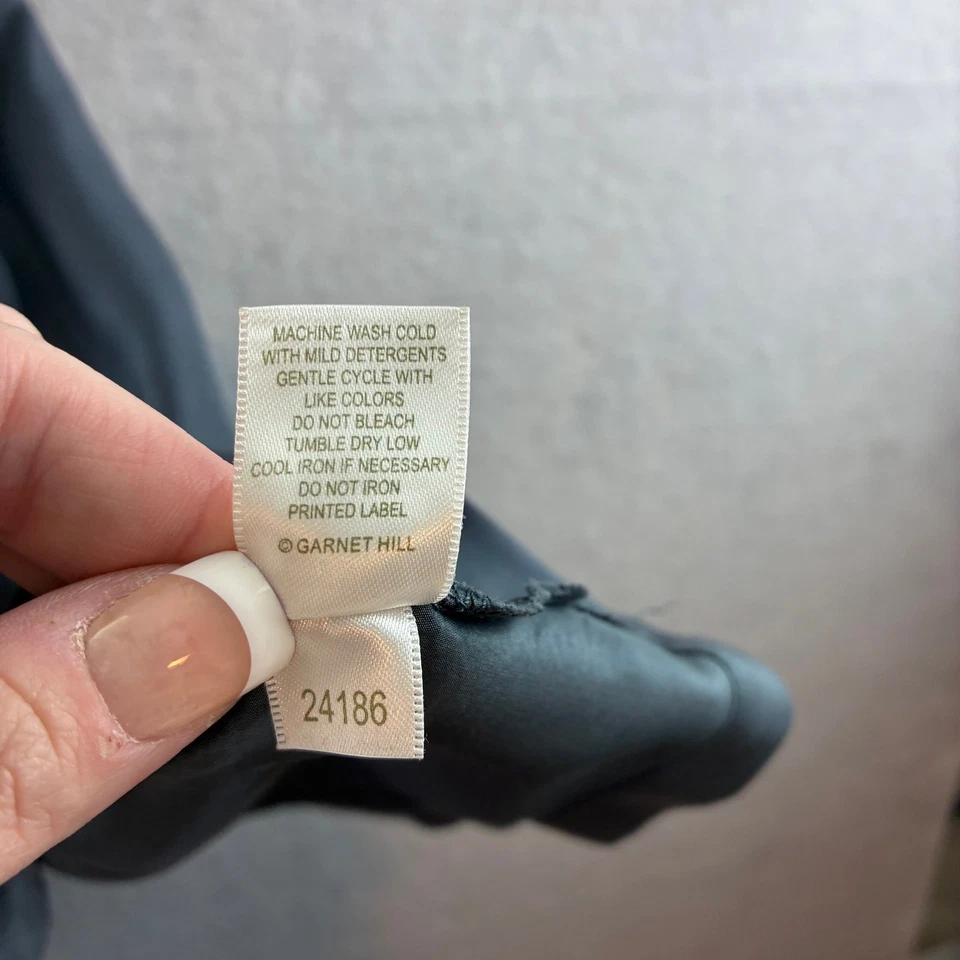 MACHINE WASH COLD
WITH MILD DETERGENTS
GENTLE CYCLE WITH
LIKE COLORS
DO NOT BLEACH
TUMBLE DRY LOW
COOL IRON IF NECESSARY
DO NOT IRON
PRINTED LABEL
© GARNET HILL
24186